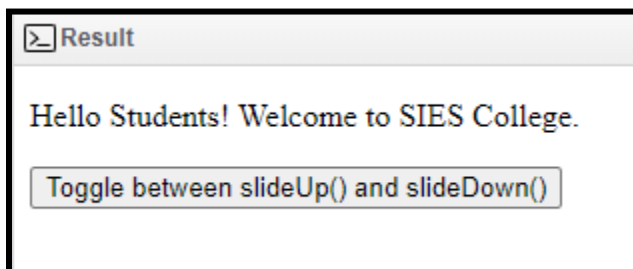 Result
Hello Students! Welcome to SIES College.
Toggle between slideUp() and slideDown()